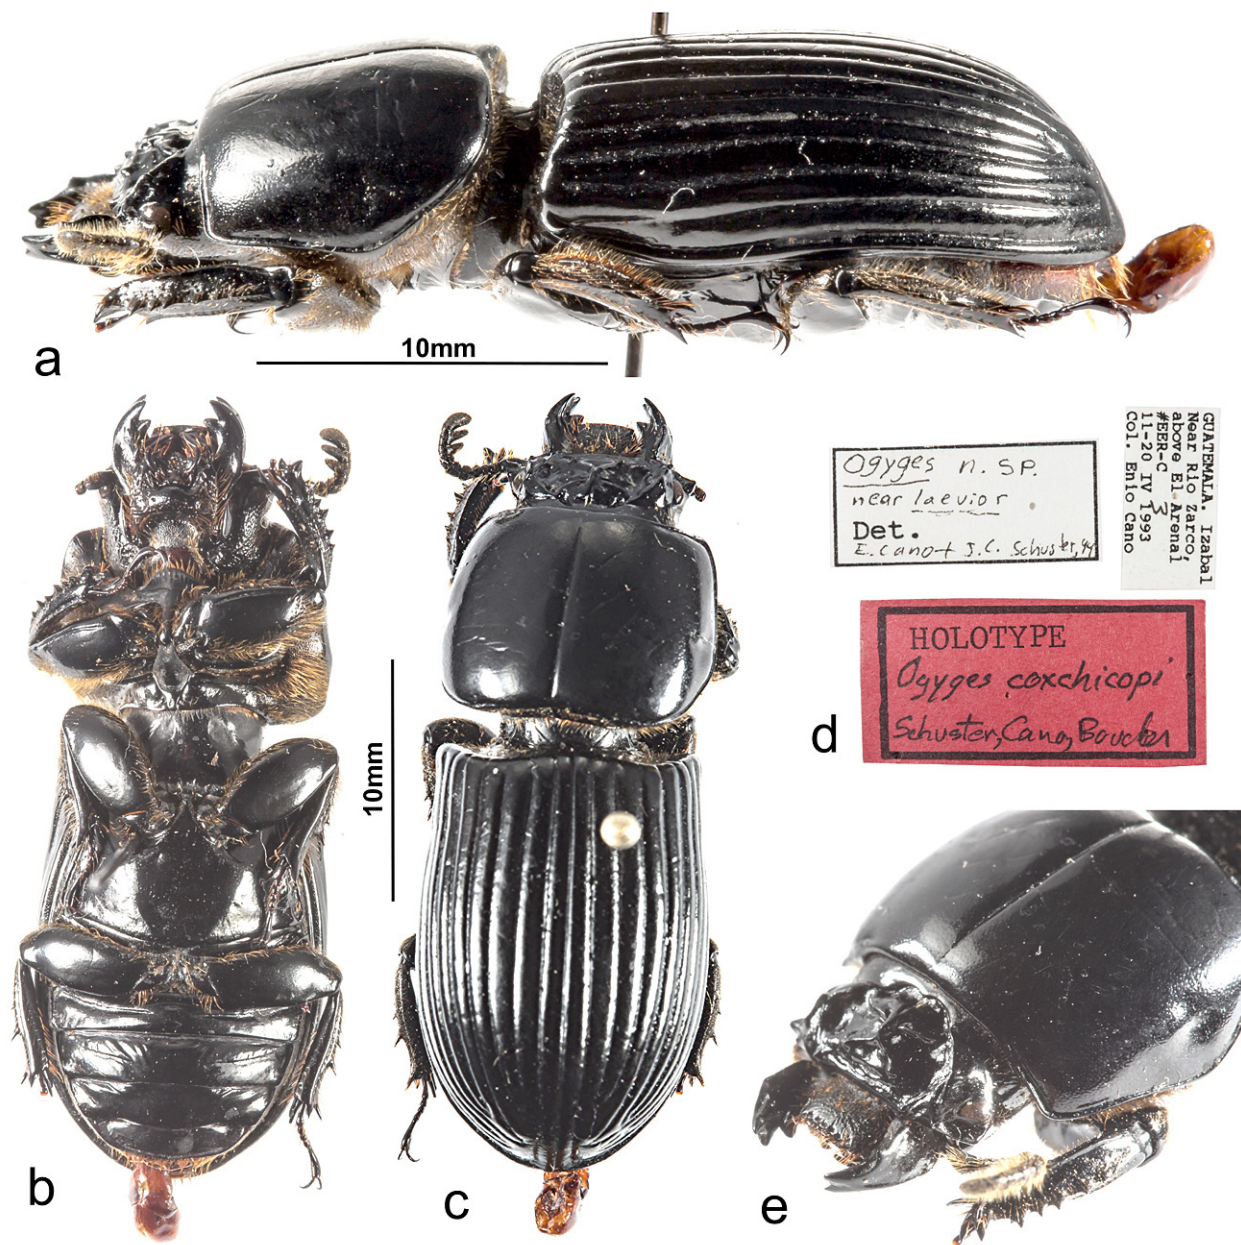 a
10mm
b
10mm
c
Ogyges n. SP.
near laevior
Det.
E. Cano + J.C. Schuster, 94
GUATEMALA. Izabal
Near Rio Zarco,
above El Arenal
#EER-C 3
11-20 IV 1993
Col. Enio Cano
HOLOTYPE
Ogyges coxchicopi
Schuster, Cano, Boucher
d
e